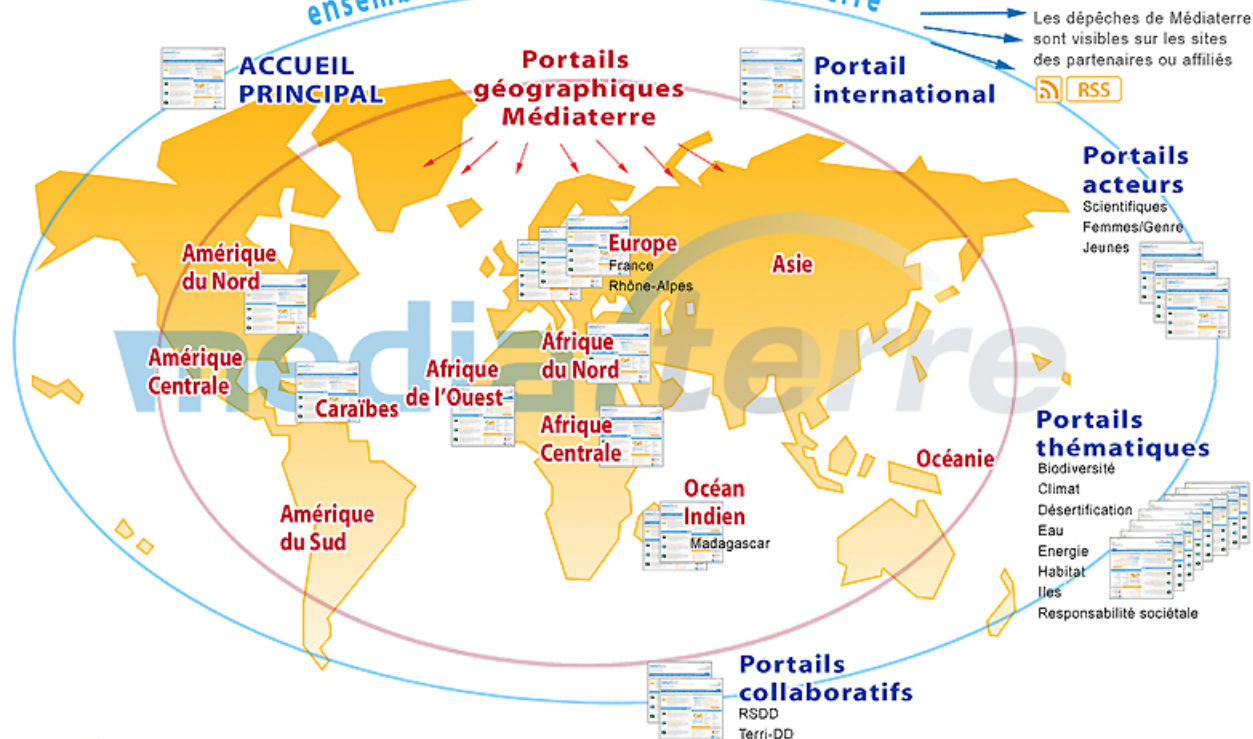 ensemb
erre
Les dépêches de Médiaterre
sont visibles sur les sites
des partenaires ou affiliés
RSS
ACCUEIL
PRINCIPAL
Portails
géographiques
Médiaterre
Portail
international
Portails
acteurs
Scientifiques
Femmes/Genre
Jeunes
Amérique
du Nord
Europe
France
Rhône-Alpes
Asie
médiaterre
Amérique
Centrale
Caraïbes
Afrique
de l'Ouest
Afrique
du Nord
Afrique
Centrale
Océanie
Portails
thématiques
Biodiversité
Climat
Désertification
Eau
Energie
Habitat
Iles
Responsabilité sociétale
Amérique
du Sud
Océan
Indien
Madagascar
Portails
collaboratifs
RSDD
Terri-DD